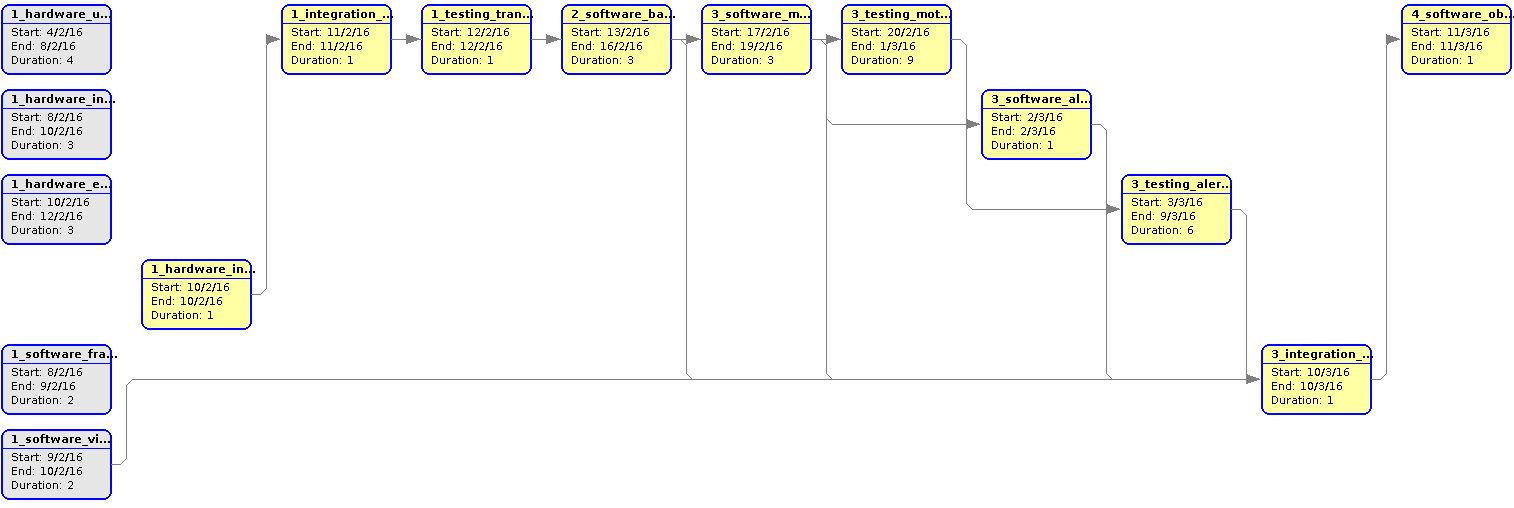 1_hardware_u...
Start: 4/2/16
End: 8/2/16
Duration: 4
1_integration_...
Start: 11/2/16
End: 11/2/16
Duration: 1
1_testing_tran...
Start: 12/2/16
End: 12/2/16
Duration: 1
2_software_ba...
Start: 13/2/16
End: 16/2/16
Duration: 3
3_software_m...
Start: 17/2/16
End: 19/2/16
Duration: 3
3_testing_mot...
Start: 20/2/16
End: 1/3/16
Duration: 9
4_software_ob...
Start: 11/3/16
End: 11/3/16
Duration: 1
1_hardware_in...
Start: 8/2/16
End: 10/2/16
Duration: 3
3_software_al...
Start: 2/3/16
End: 2/3/16
Duration: 1
1_hardware_e...
Start: 10/2/16
End: 12/2/16
Duration: 3
3_testing_aler...
Start: 3/3/16
End: 9/3/16
Duration: 6
1_hardware_in...
Start: 10/2/16
End: 10/2/16
Duration: 1
1_software_fra...
Start: 8/2/16
End: 9/2/16
Duration: 2
3_integration_...
Start: 10/3/16
End: 10/3/16
Duration: 1
1_software_vi...
Start: 9/2/16
End: 10/2/16
Duration: 2